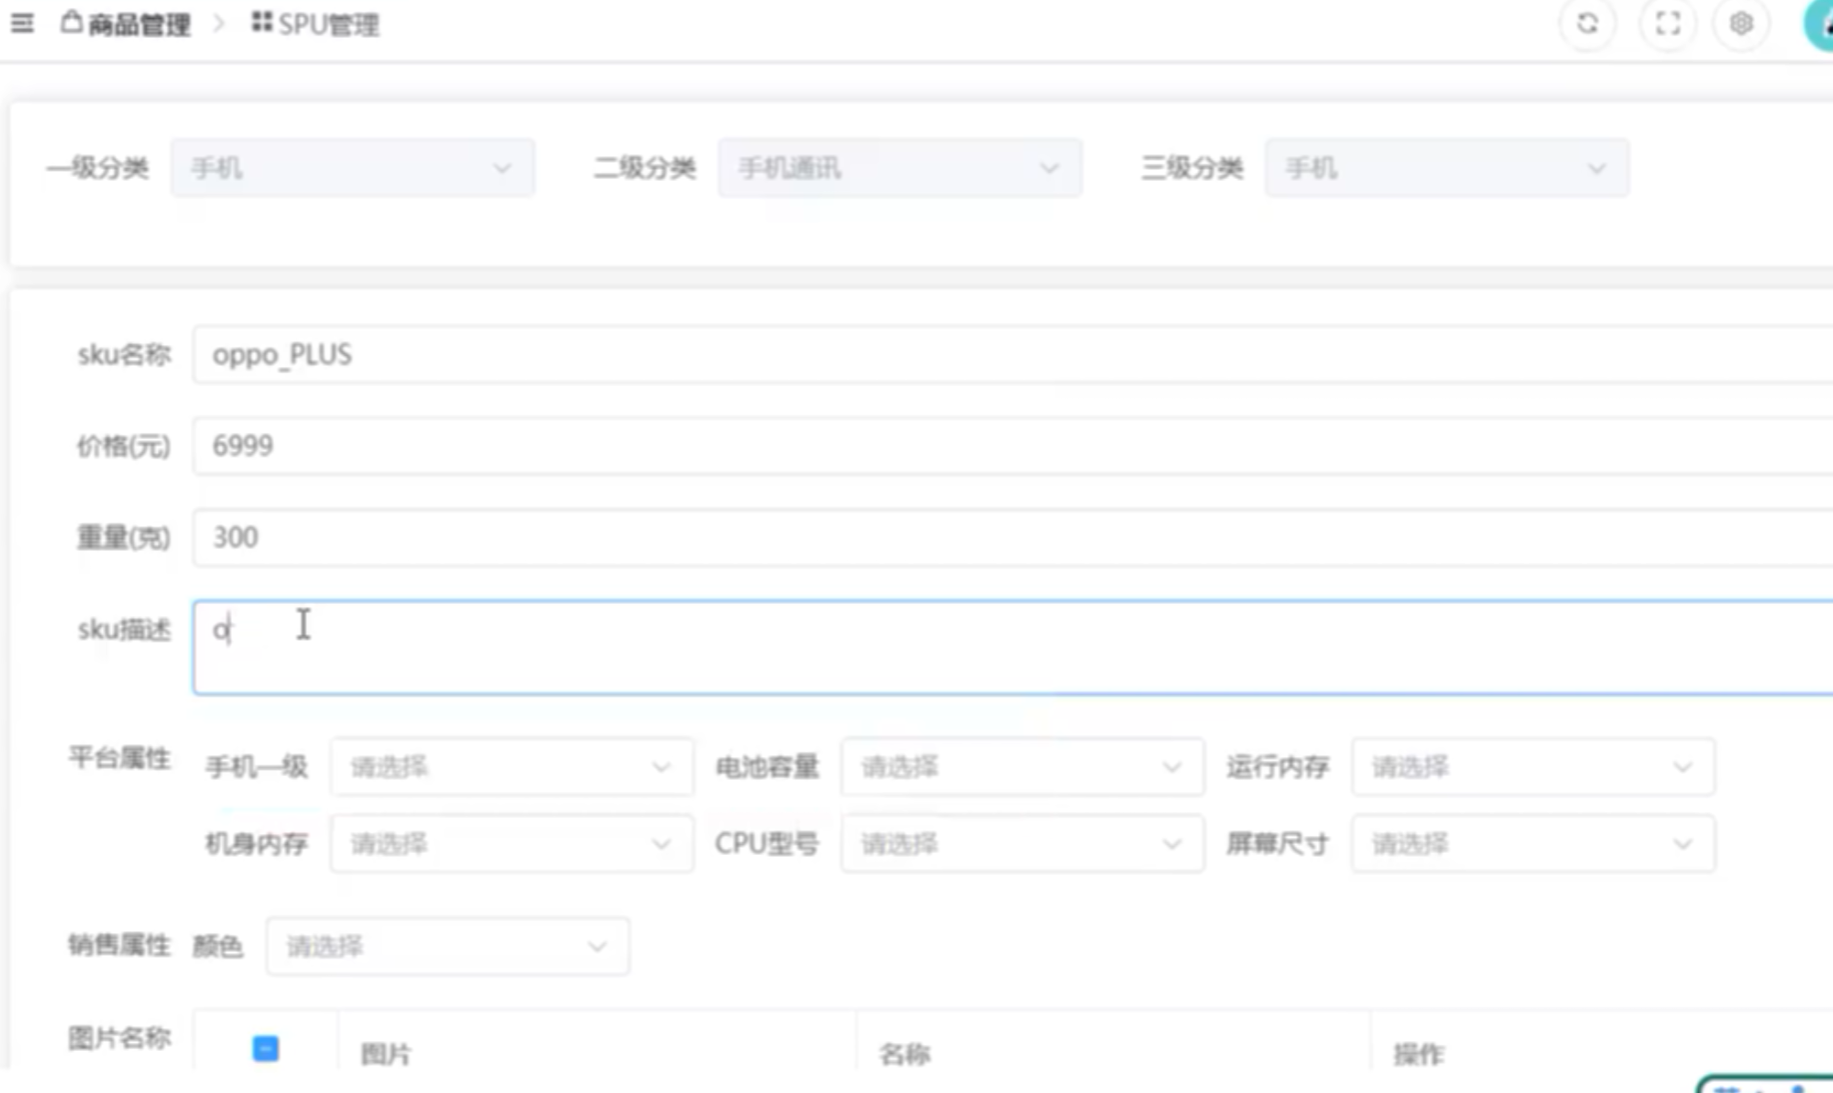 商品管理 > SPU管理
一级分类 手机 二级分类 手机通讯 三级分类 手机
sku名称 oppo_PLUS
价格(元) 6999
重量(克) 300
sku描述 o
平台属性 手机一级 请选择 电池容量 请选择 运行内存 请选择
机身内存 请选择 CPU型号 请选择 屏幕尺寸 请选择
销售属性 颜色 请选择
图片名称 图片 名称 操作